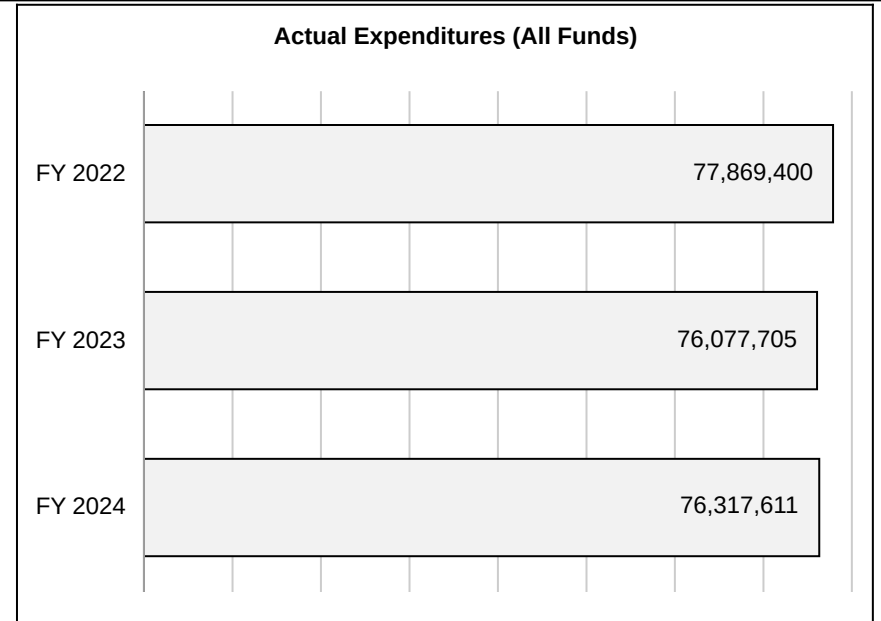 Actual Expenditures (All Funds)
FY 2022 77,869,400
FY 2023 76,077,705
FY 2024 76,317,611